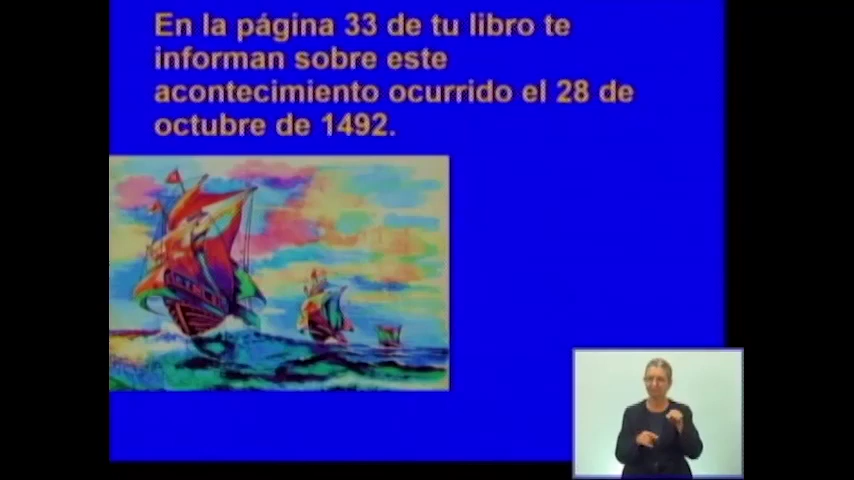 En la página 33 de tu libro te
informan sobre este
acontecimiento ocurrido el 28 de
octubre de 1492.